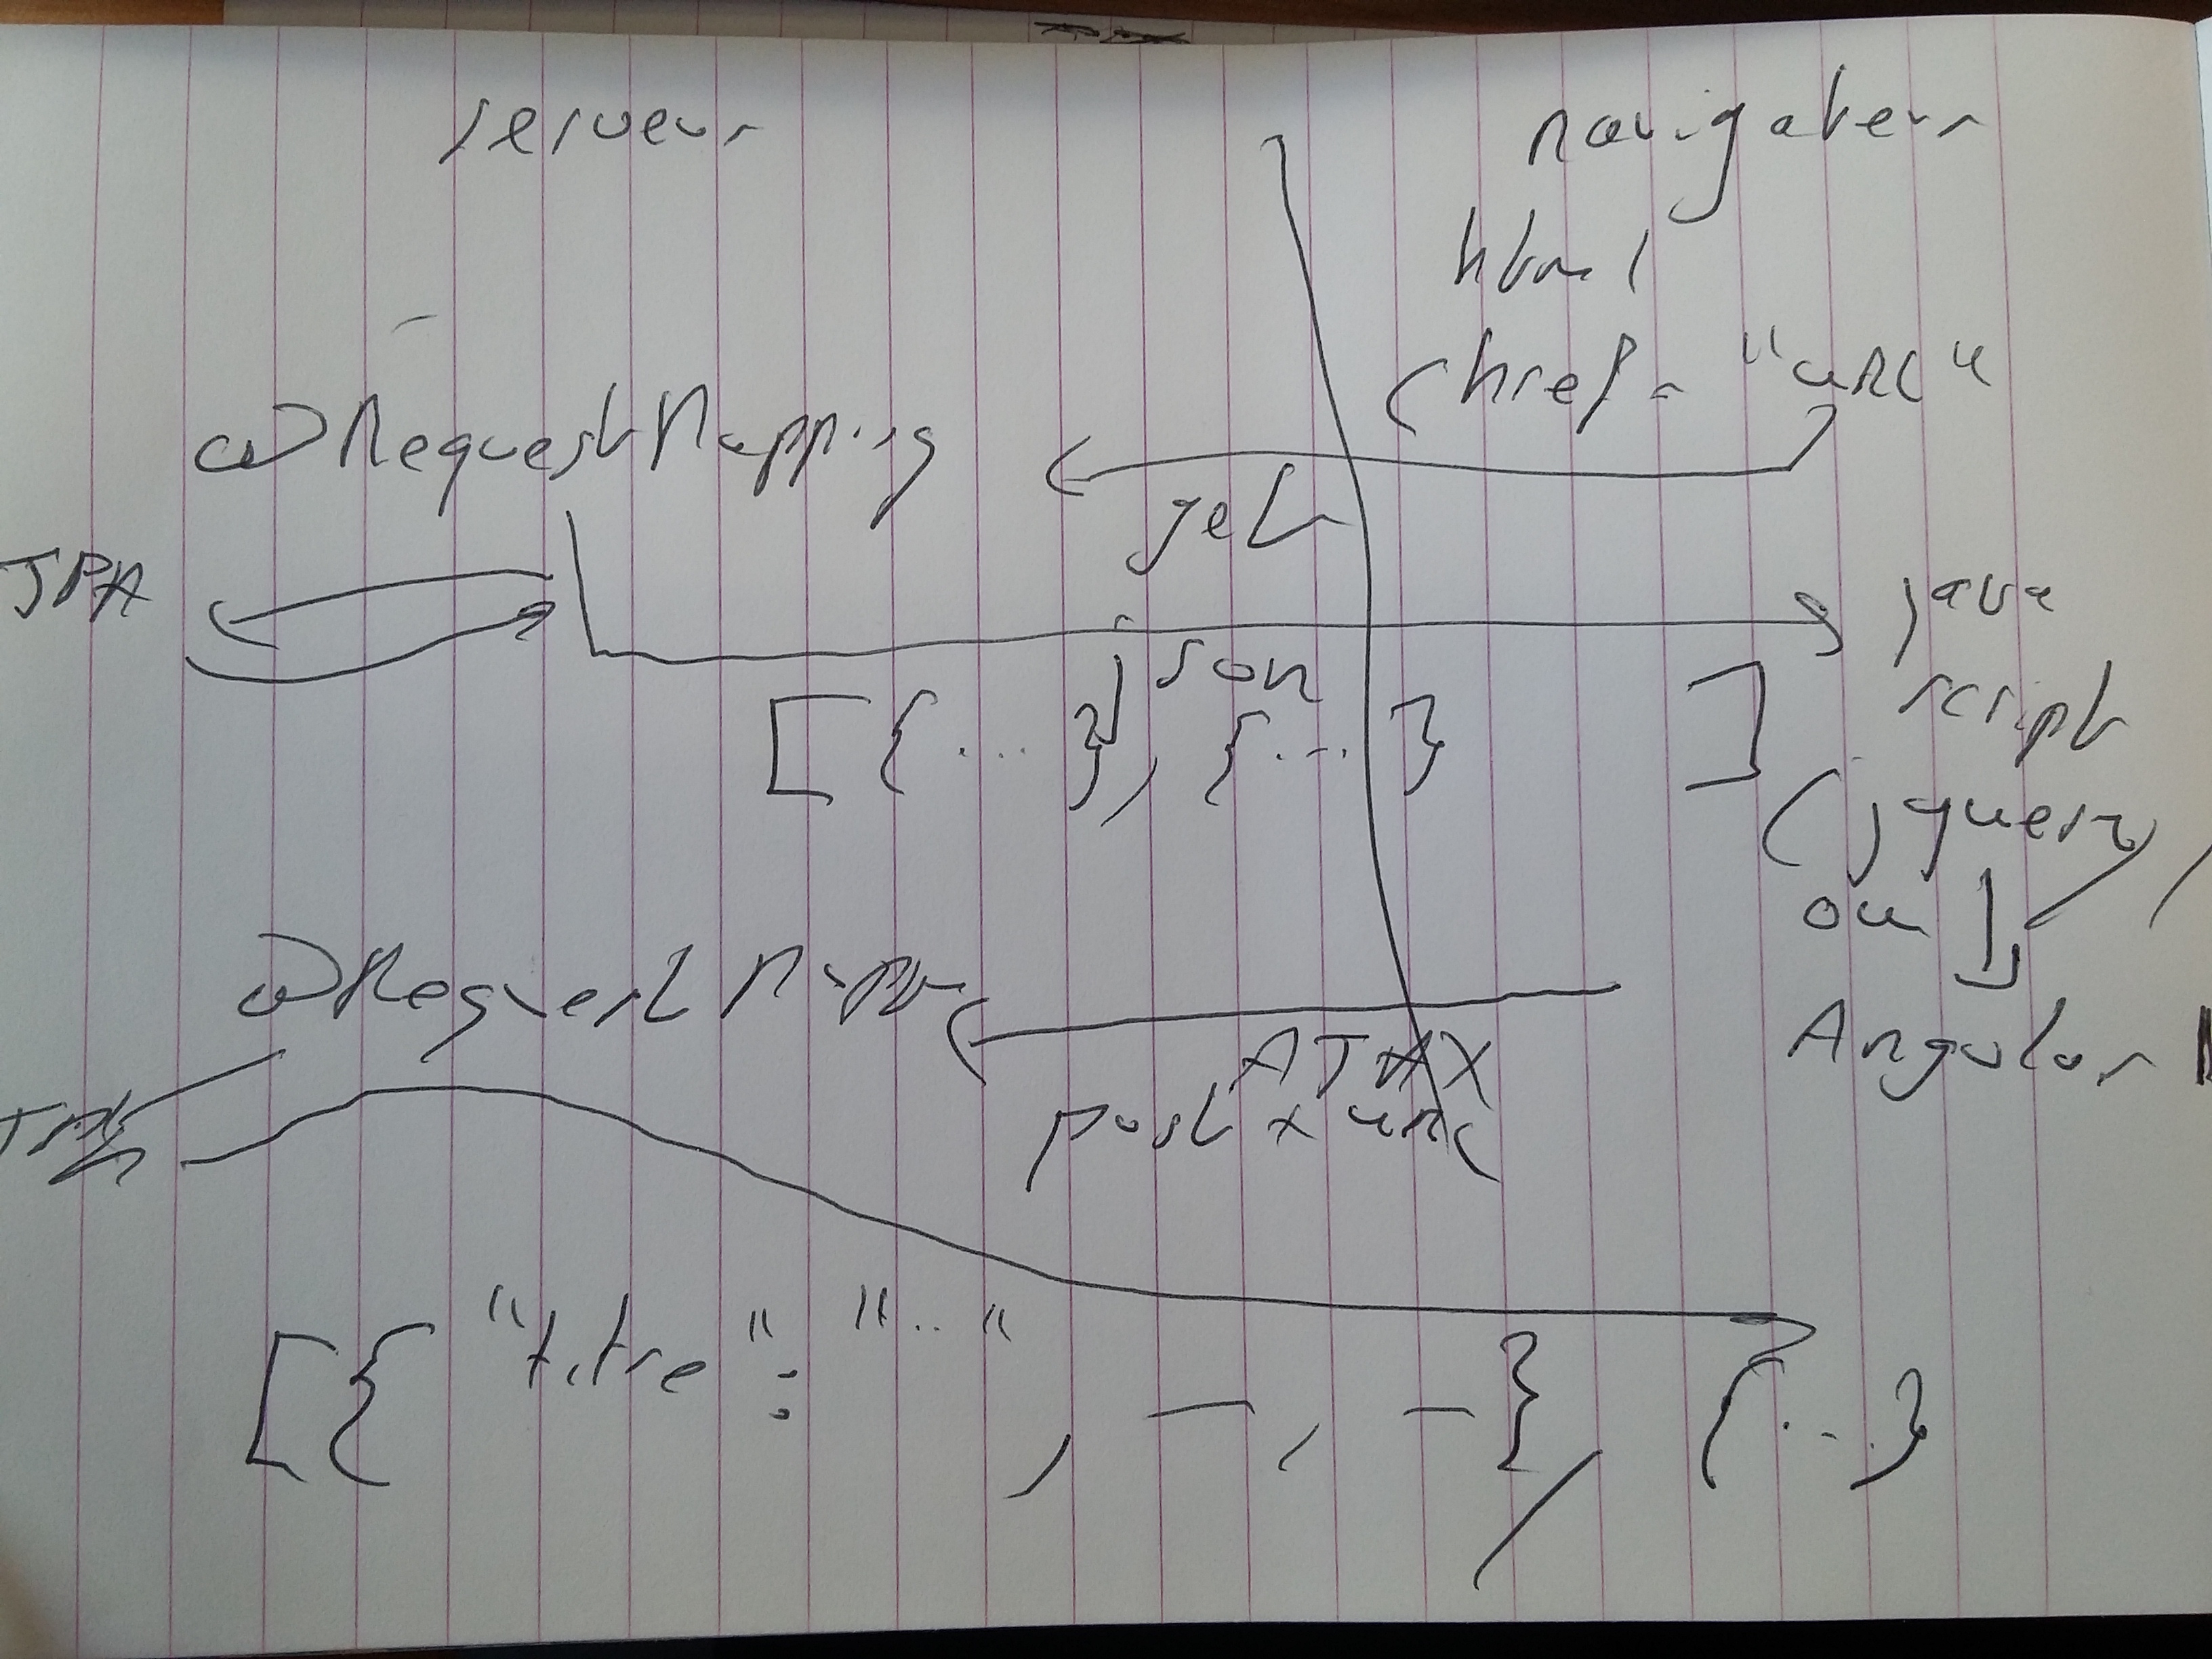 serveur
navigateur
html
(href = "URL"
@RequestMapping
get
JPA
java
json
script
[{...}, {...} ]
(jquery)
ou
@RequestMapp
Angular
AJAX
JPA
post x URL
[{ "titre" : ".." , _ , _ } , {...}